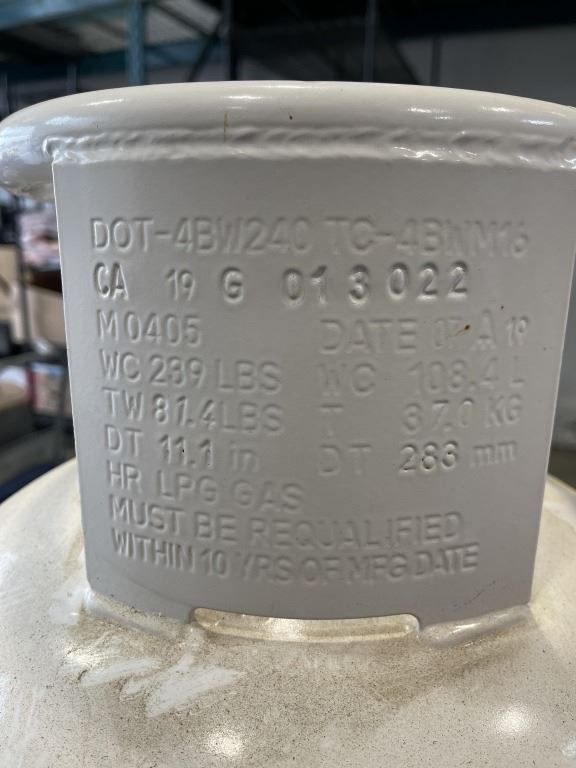 DOT-4BW240 TC-4BWM16
CA 19 G 013022
M0405 DATE 07 A 19
WC 239 LBS WC 108.4 L
TW 81.4LBS T 37.0 KG
DT 11.1 in DT 283 mm
HR LPG GAS
MUST BE REQUALIFIED
WITHIN 10 YRS OF MFG DATE